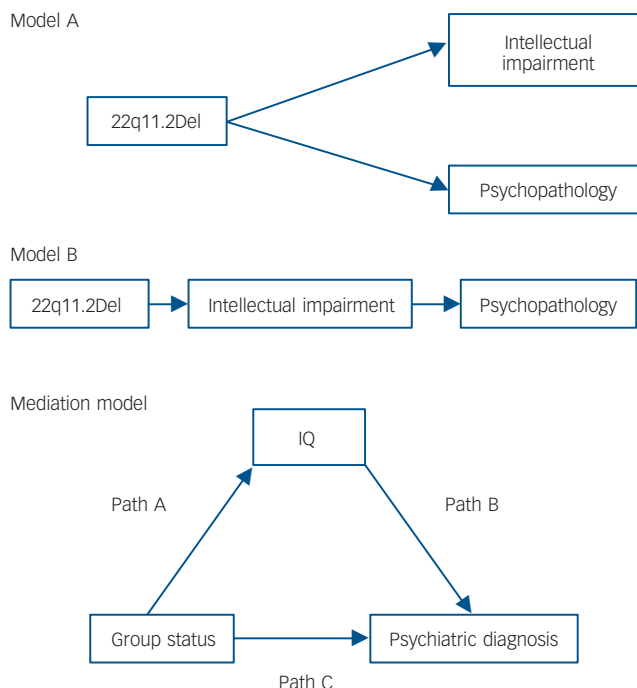 Model A
Intellectual
impairment
22q11.2Del
Psychopathology
Model B
22q11.2Del
Intellectual impairment
Psychopathology
Mediation model
IQ
Path A
Path B
Group status
Psychiatric diagnosis
Path C